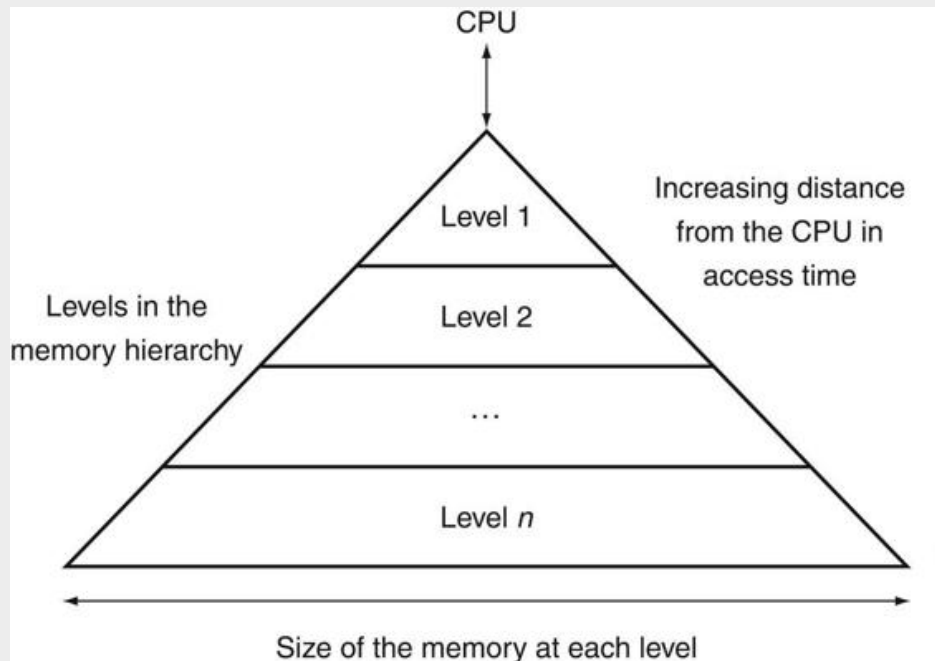 CPU
Level 1
Increasing distance
from the CPU in
access time
Levels in the
memory hierarchy
Level 2
...
Level n
Size of the memory at each level